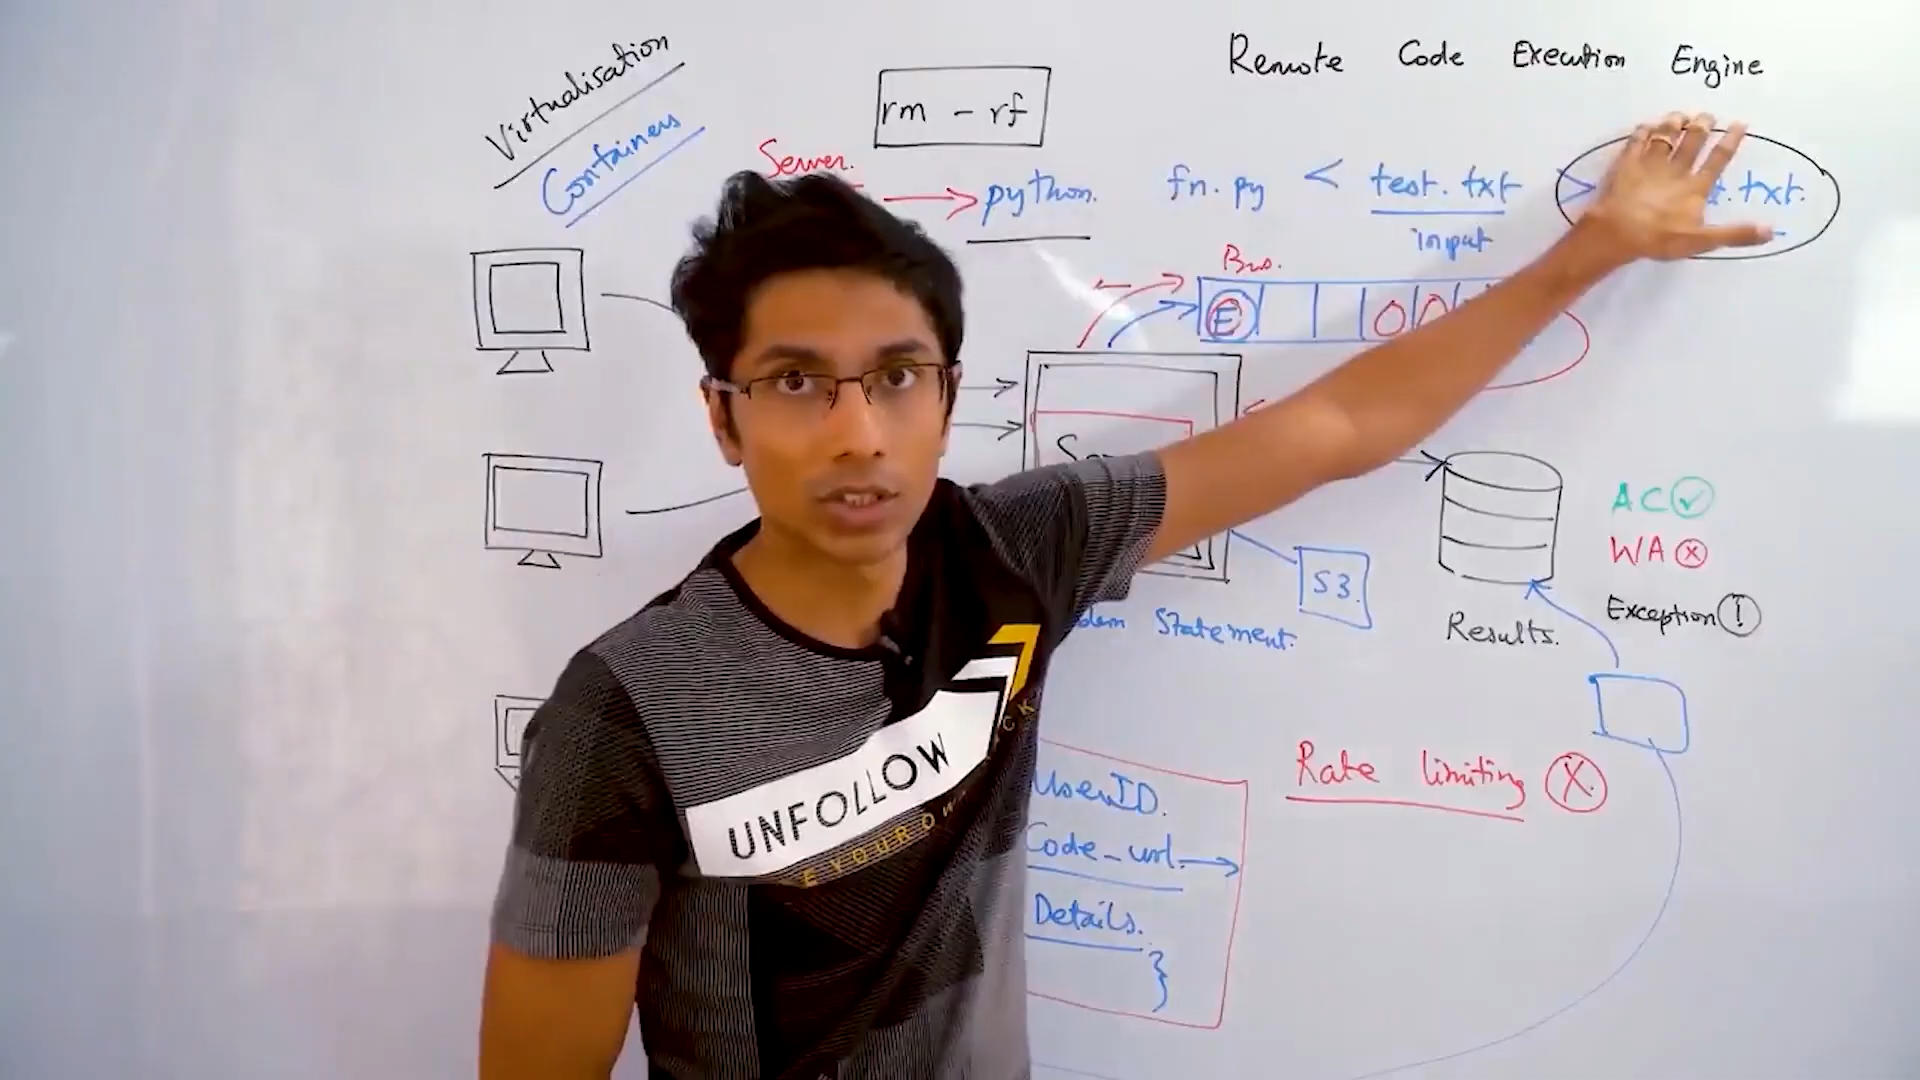 Remote Code Execution Engine
Virtualisation
Containers
rm - rf
Server.
python. fn.py < test.txt > t.txt.
input
Bus.
E
S3.
Statement.
Results.
AC
WA
Exception !
Rate limiting X
UserID.
Code_url
Details.
}
UNFOLLOW